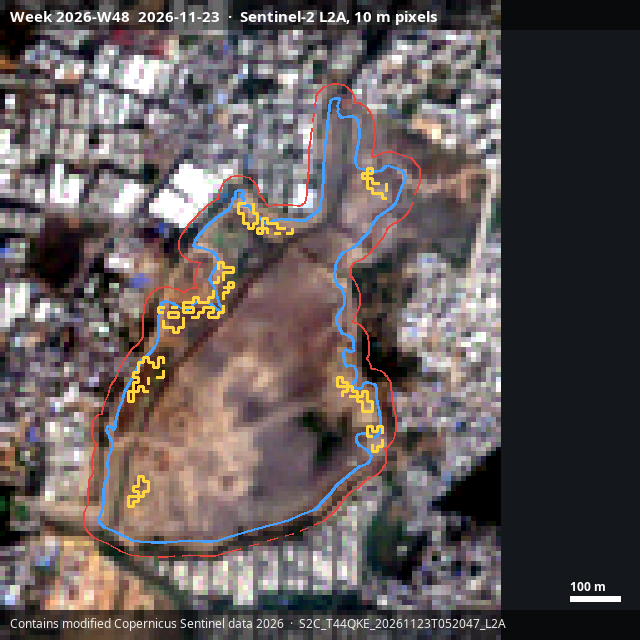 Week 2026-W48  2026-11-23  ·  Sentinel-2 L2A, 10 m pixels
100 m
Contains modified Copernicus Sentinel data 2026  ·  S2C_T44QKE_20261123T052047_L2A